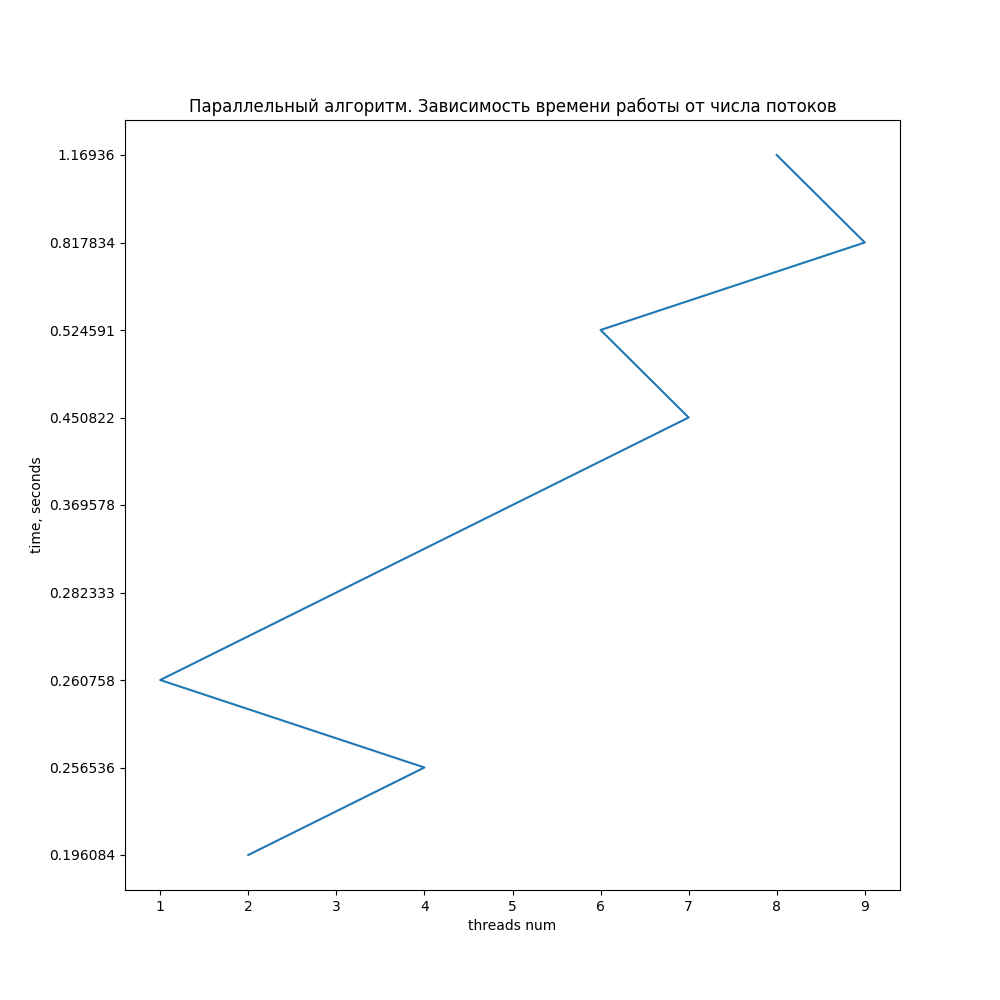 Параллельный алгоритм. Зависимость времени работы от числа потоков
1.16936
0.817834
0.524591
0.450822
0.369578
0.282333
0.260758
0.256536
0.196084
time, seconds
1 2 3 4 5 6 7 8 9
threads num